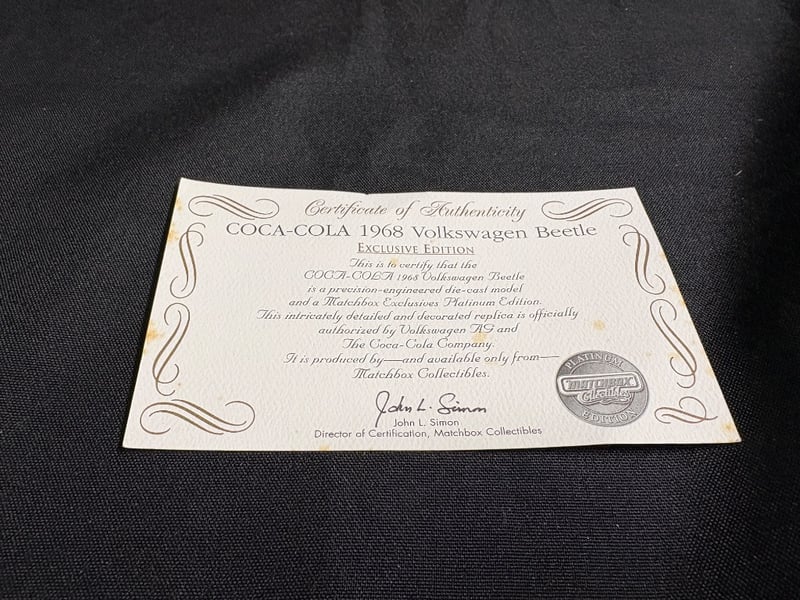 Certificate of Authenticity
COCA-COLA 1968 Volkswagen Beetle
EXCLUSIVE EDITION
This is to certify that the
COCA-COLA 1968 Volkswagen Beetle
is a precision-engineered die-cast model
and a Matchbox Exclusives Platinum Edition.
This intricately detailed and decorated replica is officially
authorized by Volkswagen AG and
The Coca-Cola Company.
It is produced by—and available only from—
Matchbox Collectibles.
John L. Simon
John L. Simon
Director of Certification, Matchbox Collectibles
PLATINUM
MATCHBOX
Collectibles
EDITION